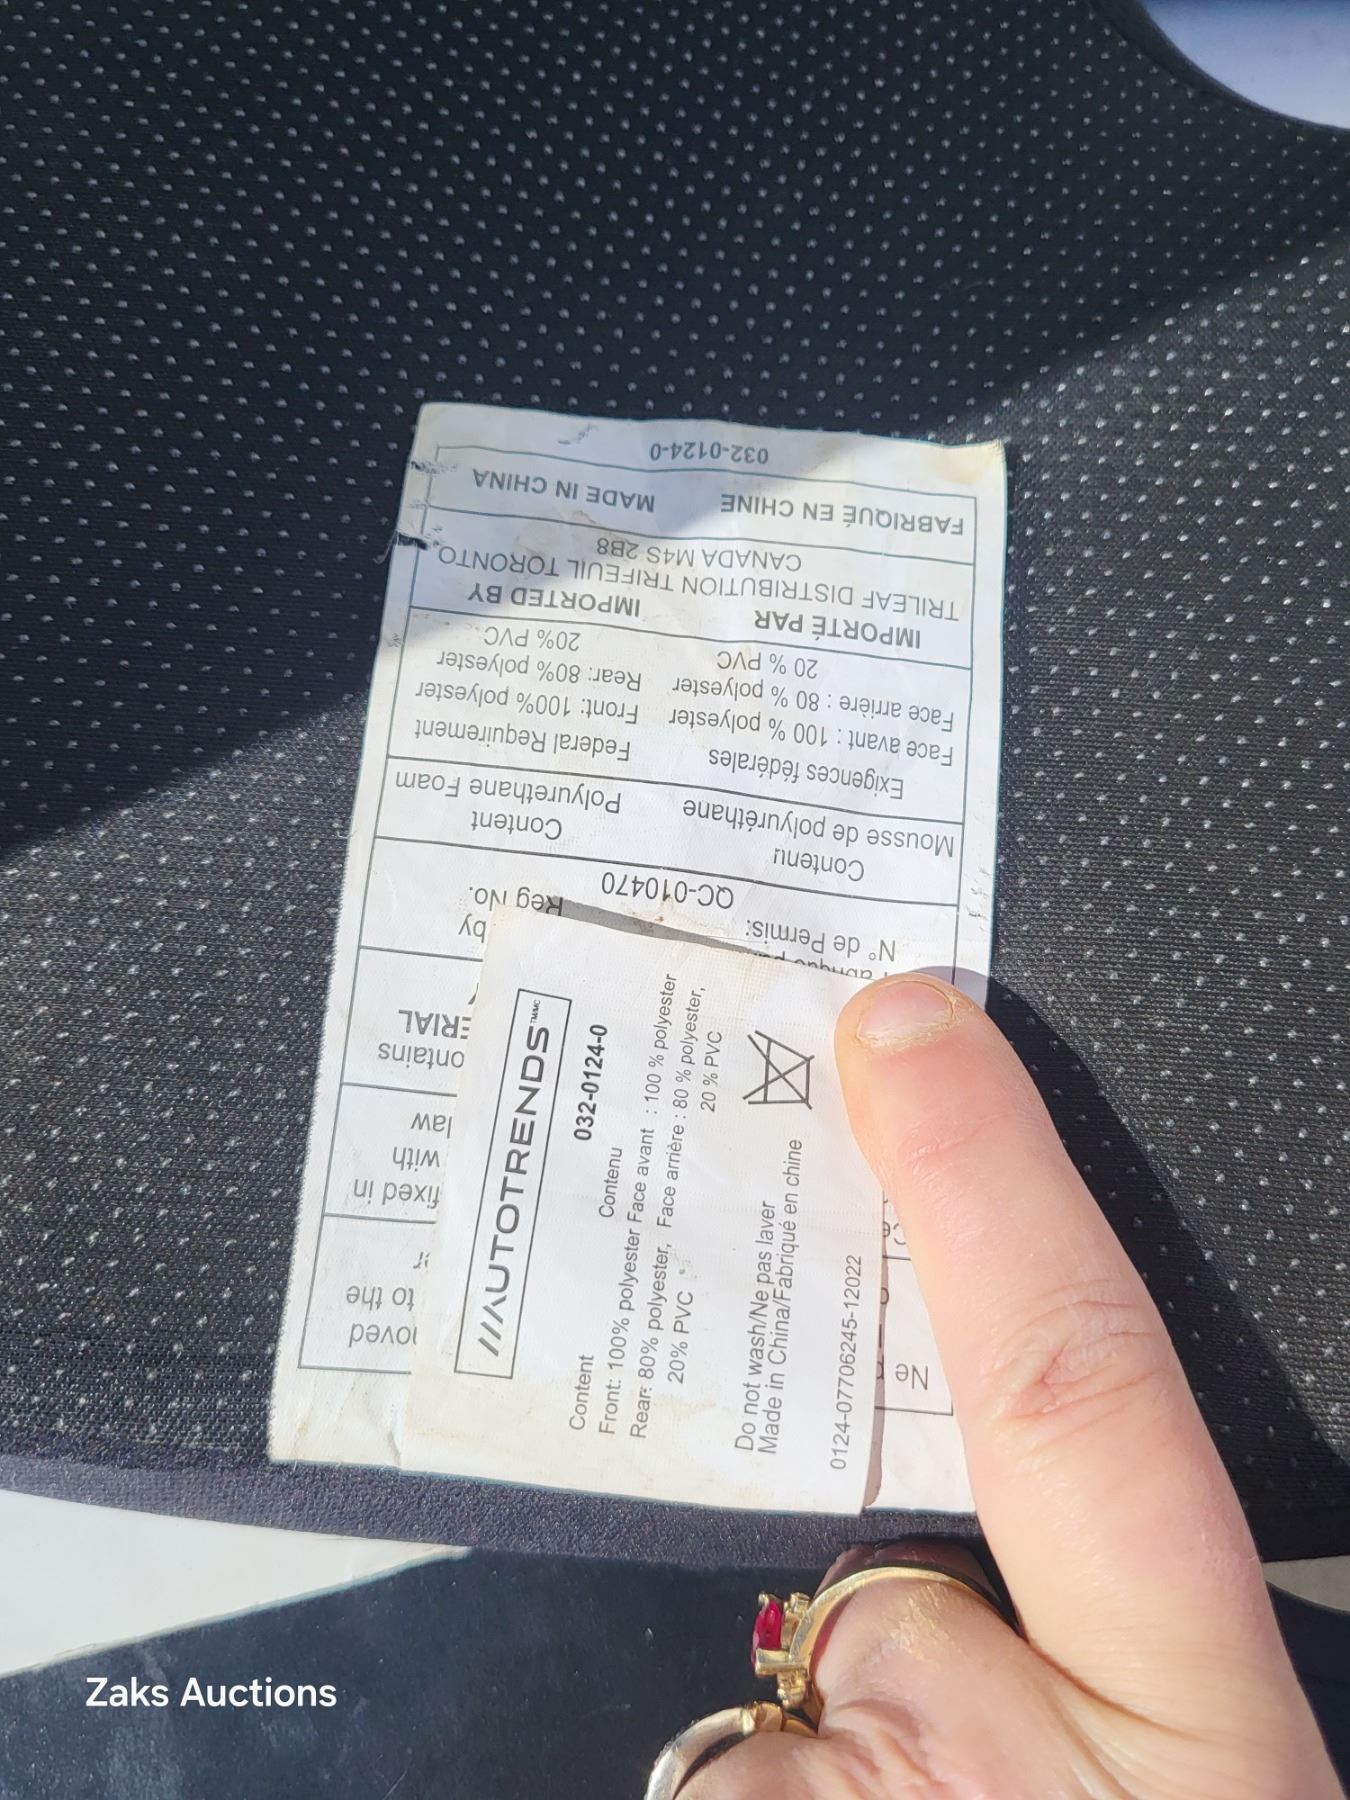 ///AUTOTRENDS™MC
032-0124-0
Content Contenu
Front: 100% polyester Face avant : 100 % polyester
Rear: 80% polyester, Face arrière : 80 % polyester,
20% PVC 20 % PVC
Do not wash/Ne pas laver
Made in China/Fabriqué en chine
0124-07706245-12022
Ne
oved
to the
fixed in
with
law
ontains
ERIAL
by
N° de Permis: Reg No.
QC-010470
Contenu Content
Mousse de polyuréthane Polyurethane Foam
Exigences fédérales Federal Requirement
Face avant : 100 % polyester Front: 100% polyester
Face arrière : 80 % polyester Rear: 80% polyester
20 % PVC 20% PVC
IMPORTÉ PAR IMPORTED BY
TRILEAF DISTRIBUTION TRIFEUIL TORONTO
CANADA M4S 2B8
FABRIQUÉ EN CHINE MADE IN CHINA
032-0124-0
Zaks Auctions